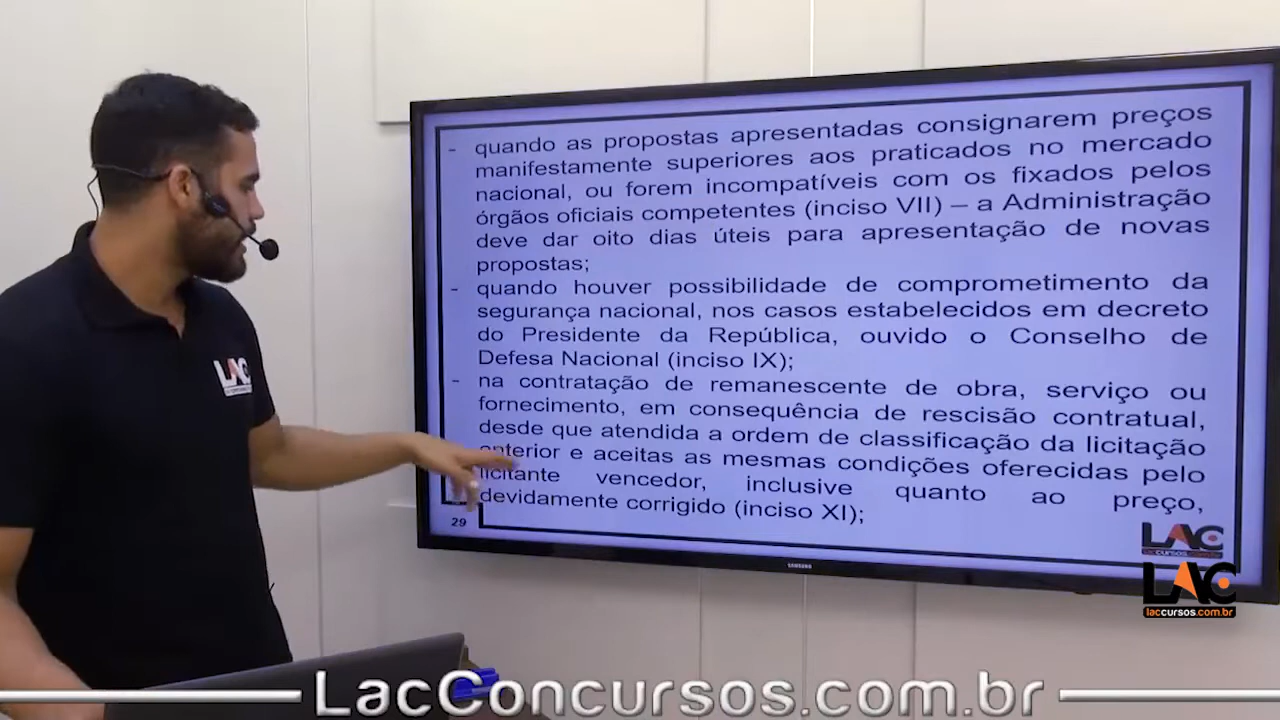 - quando as propostas apresentadas consignarem preços
manifestamente superiores aos praticados no mercado
nacional, ou forem incompatíveis com os fixados pelos
órgãos oficiais competentes (inciso VII) – a Administração
deve dar oito dias úteis para apresentação de novas
propostas;
- quando houver possibilidade de comprometimento da
segurança nacional, nos casos estabelecidos em decreto
do Presidente da República, ouvido o Conselho de
Defesa Nacional (inciso IX);
- na contratação de remanescente de obra, serviço ou
fornecimento, em consequência de rescisão contratual,
desde que atendida a ordem de classificação da licitação
anterior e aceitas as mesmas condições oferecidas pelo
licitante vencedor, inclusive quanto ao preço,
devidamente corrigido (inciso XI);
29
LAC
laccursos.com.br
SAMSUNG
LAC
laccursos.com.br
LAC
LacConcursos.com.br